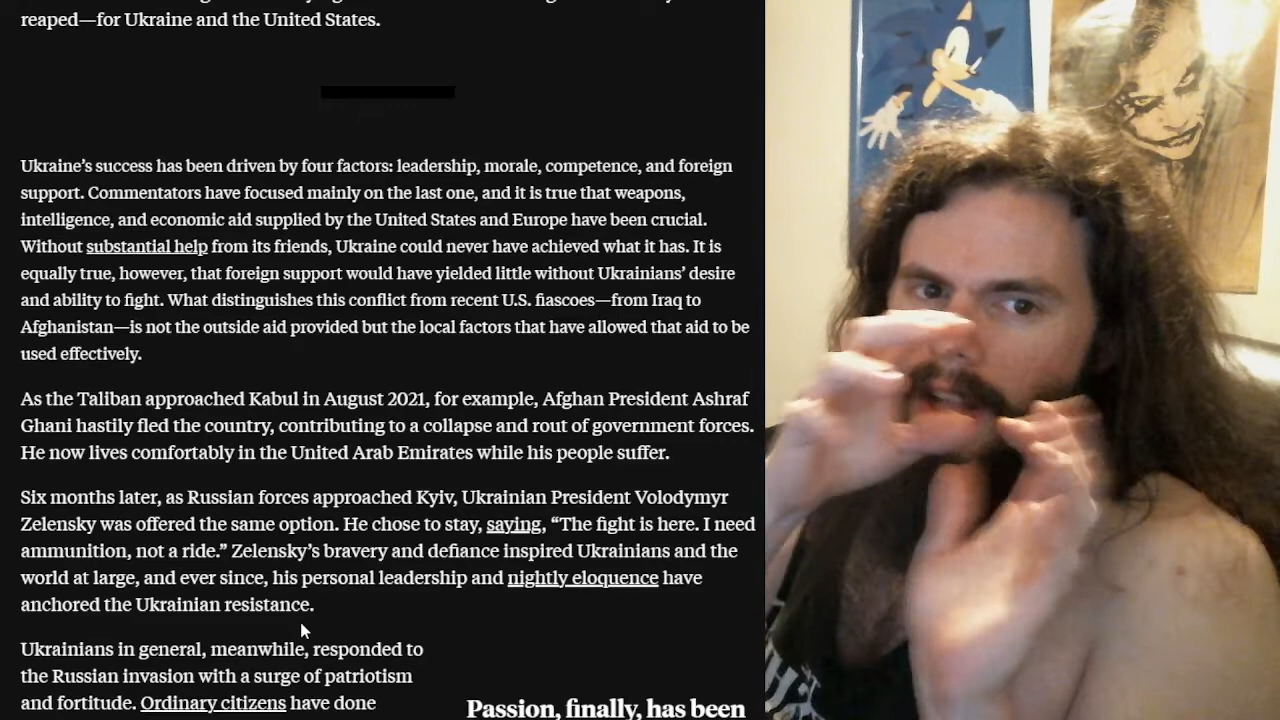 reaped—for Ukraine and the United States.
Ukraine's success has been driven by four factors: leadership, morale, competence, and foreign
support. Commentators have focused mainly on the last one, and it is true that weapons,
intelligence, and economic aid supplied by the United States and Europe have been crucial.
Without substantial help from its friends, Ukraine could never have achieved what it has. It is
equally true, however, that foreign support would have yielded little without Ukrainians' desire
and ability to fight. What distinguishes this conflict from recent U.S. fiascoes—from Iraq to
Afghanistan—is not the outside aid provided but the local factors that have allowed that aid to be
used effectively.
As the Taliban approached Kabul in August 2021, for example, Afghan President Ashraf
Ghani hastily fled the country, contributing to a collapse and rout of government forces.
He now lives comfortably in the United Arab Emirates while his people suffer.
Six months later, as Russian forces approached Kyiv, Ukrainian President Volodymyr
Zelensky was offered the same option. He chose to stay, saying, “The fight is here. I need
ammunition, not a ride.” Zelensky's bravery and defiance inspired Ukrainians and the
world at large, and ever since, his personal leadership and nightly eloquence have
anchored the Ukrainian resistance.
Ukrainians in general, meanwhile, responded to
the Russian invasion with a surge of patriotism
and fortitude. Ordinary citizens have done
Passion, finally, has been